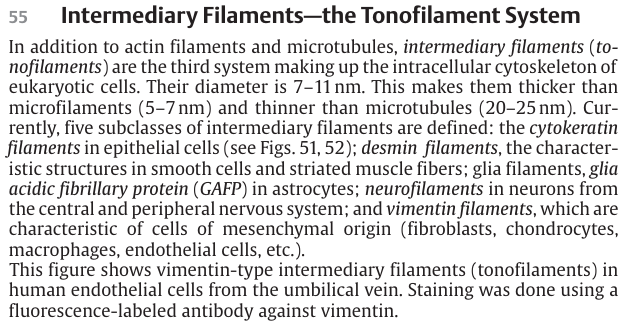 55 Intermediary Filaments—the Tonofilament System
In addition to actin filaments and microtubules, intermediary filaments (to-
nofilaments) are the third system making up the intracellular cytoskeleton of
eukaryotic cells. Their diameter is 7–11 nm. This makes them thicker than
microfilaments (5–7 nm) and thinner than microtubules (20–25 nm). Cur-
rently, five subclasses of intermediary filaments are defined: the cytokeratin
filaments in epithelial cells (see Figs. 51, 52); desmin filaments, the character-
istic structures in smooth cells and striated muscle fibers; glia filaments, glia
acidic fibrillary protein (GAFP) in astrocytes; neurofilaments in neurons from
the central and peripheral nervous system; and vimentin filaments, which are
characteristic of cells of mesenchymal origin (fibroblasts, chondrocytes,
macrophages, endothelial cells, etc.).
This figure shows vimentin-type intermediary filaments (tonofilaments) in
human endothelial cells from the umbilical vein. Staining was done using a
fluorescence-labeled antibody against vimentin.